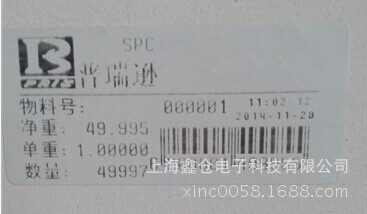 SPC
PRTS
普瑞逊
物料号: 000001 11:02:12
净重: 49.995 2014-11-20
单重: 1.00000
数量: 49997
上海鑫仓电子科技有限公司
xinc0058.1688.com